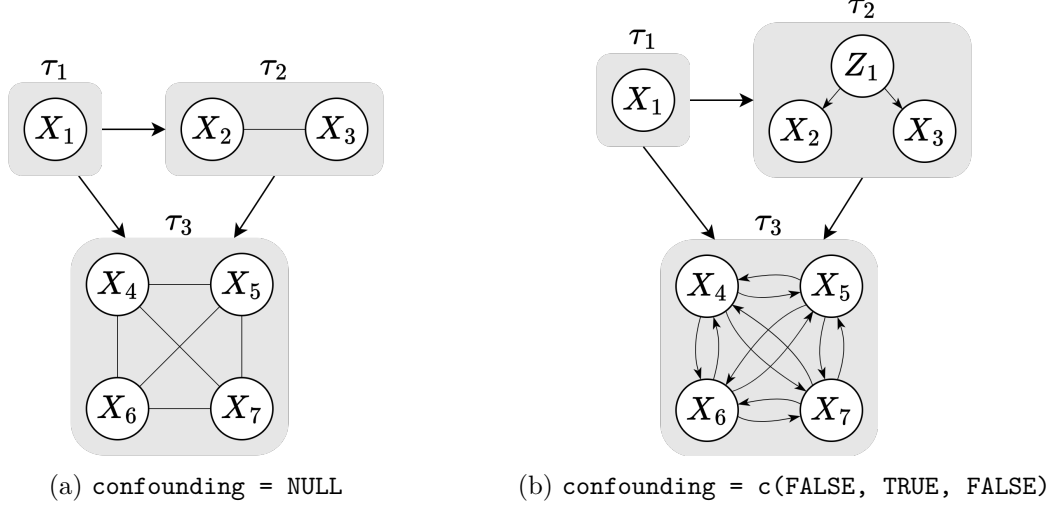 τ₁
τ₂
X₁
X₂
X₃
τ₃
X₄
X₅
X₆
X₇
(a) confounding = NULL
τ₁
τ₂
X₁
Z₁
X₂
X₃
τ₃
X₄
X₅
X₆
X₇
(b) confounding = c(FALSE, TRUE, FALSE)